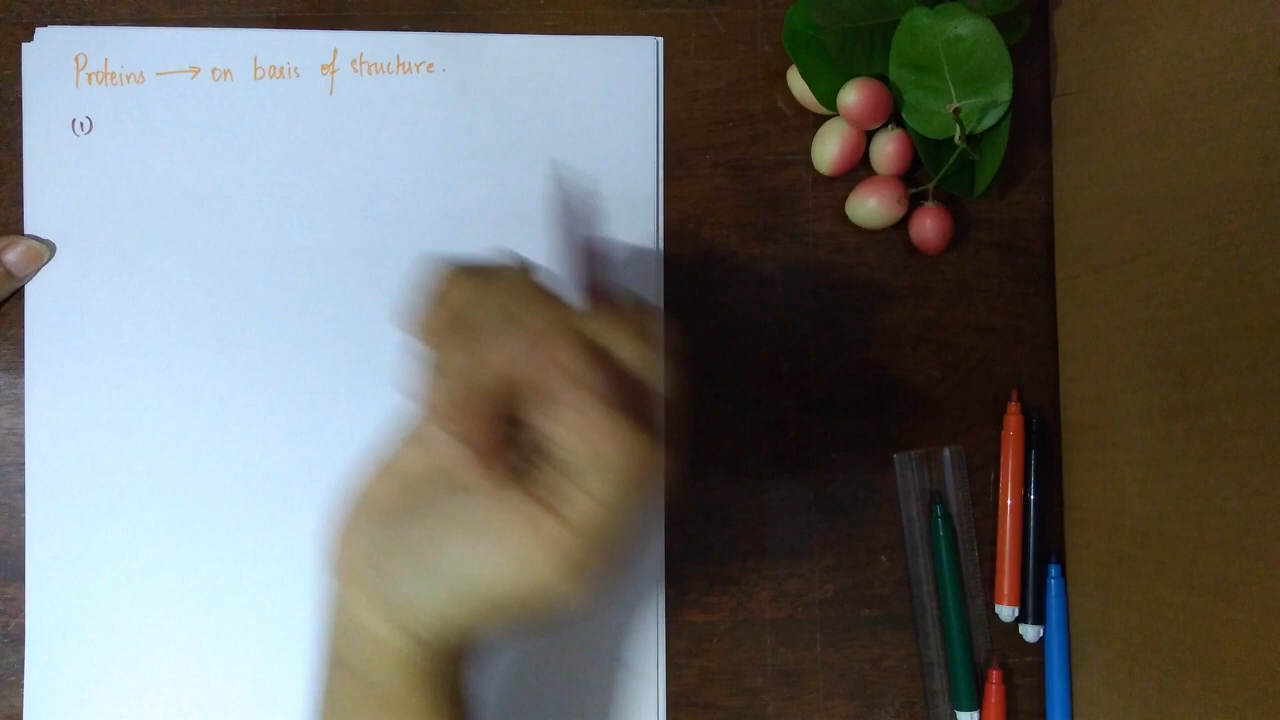 Proteins → on basis of structure.
(1)